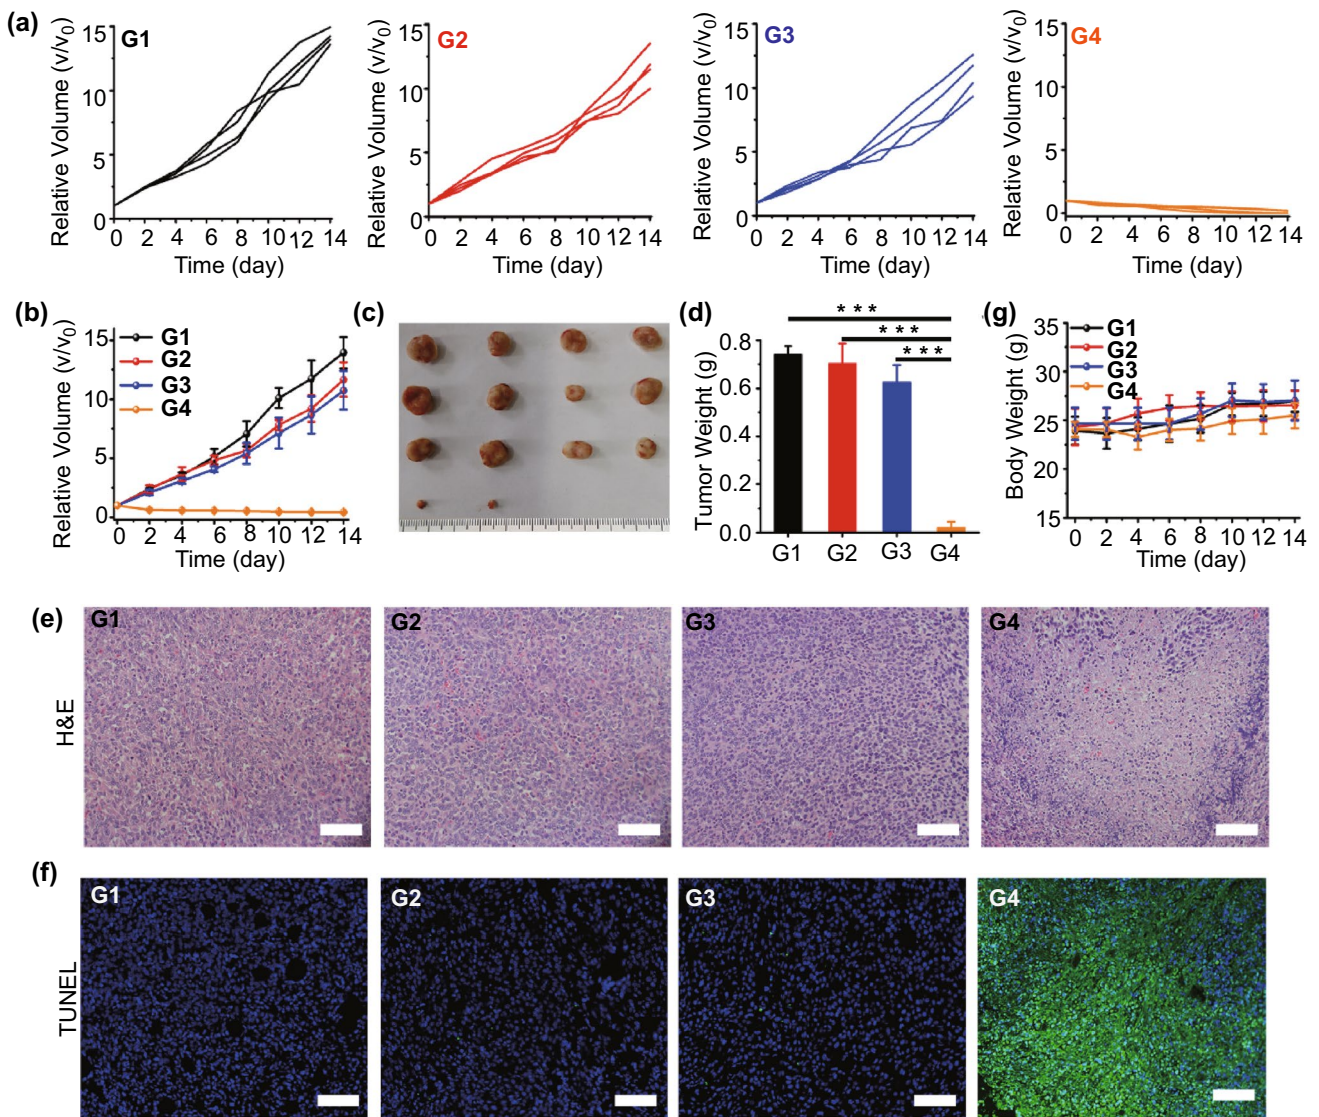 (a)
G1
Relative Volume (v/v0)
15
10
5
0
0 2 4 6 8 10 12 14
Time (day)
G2
Relative Volume (v/v0)
15
10
5
0
0 2 4 6 8 10 12 14
Time (day)
G3
Relative Volume (v/v0)
15
10
5
0
0 2 4 6 8 10 12 14
Time (day)
G4
Relative Volume (v/v0)
15
10
5
0
0 2 4 6 8 10 12 14
Time (day)
(b)
Relative Volume (v/v0)
15
10
5
0
G1
G2
G3
G4
0 2 4 6 8 10 12 14
Time (day)
(c)
(d)
Tumor Weight (g)
0.8
0.6
0.4
0.2
0.0
***
***
***
G1 G2 G3 G4
(g)
Body Weight (g)
35
30
25
20
15
G1
G2
G3
G4
0 2 4 6 8 10 12 14
Time (day)
(e)
H&E
G1
G2
G3
G4
(f)
TUNEL
G1
G2
G3
G4